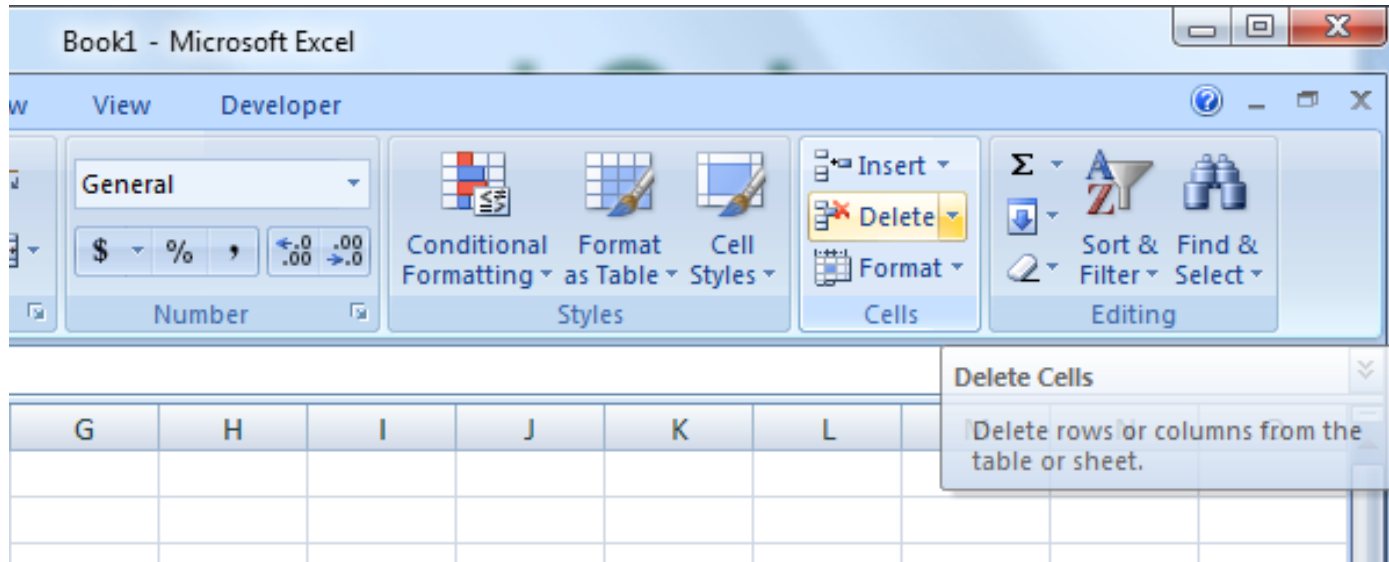 Book1 - Microsoft Excel
View Developer
General
$ % , .0 .00 .00 .0
Number
Conditional Formatting
Format as Table
Cell Styles
Styles
Insert
Delete
Format
Cells
Σ
A
Z
Sort & Filter
Find & Select
Editing
Delete Cells
Delete rows or columns from the
table or sheet.
G H I J K L